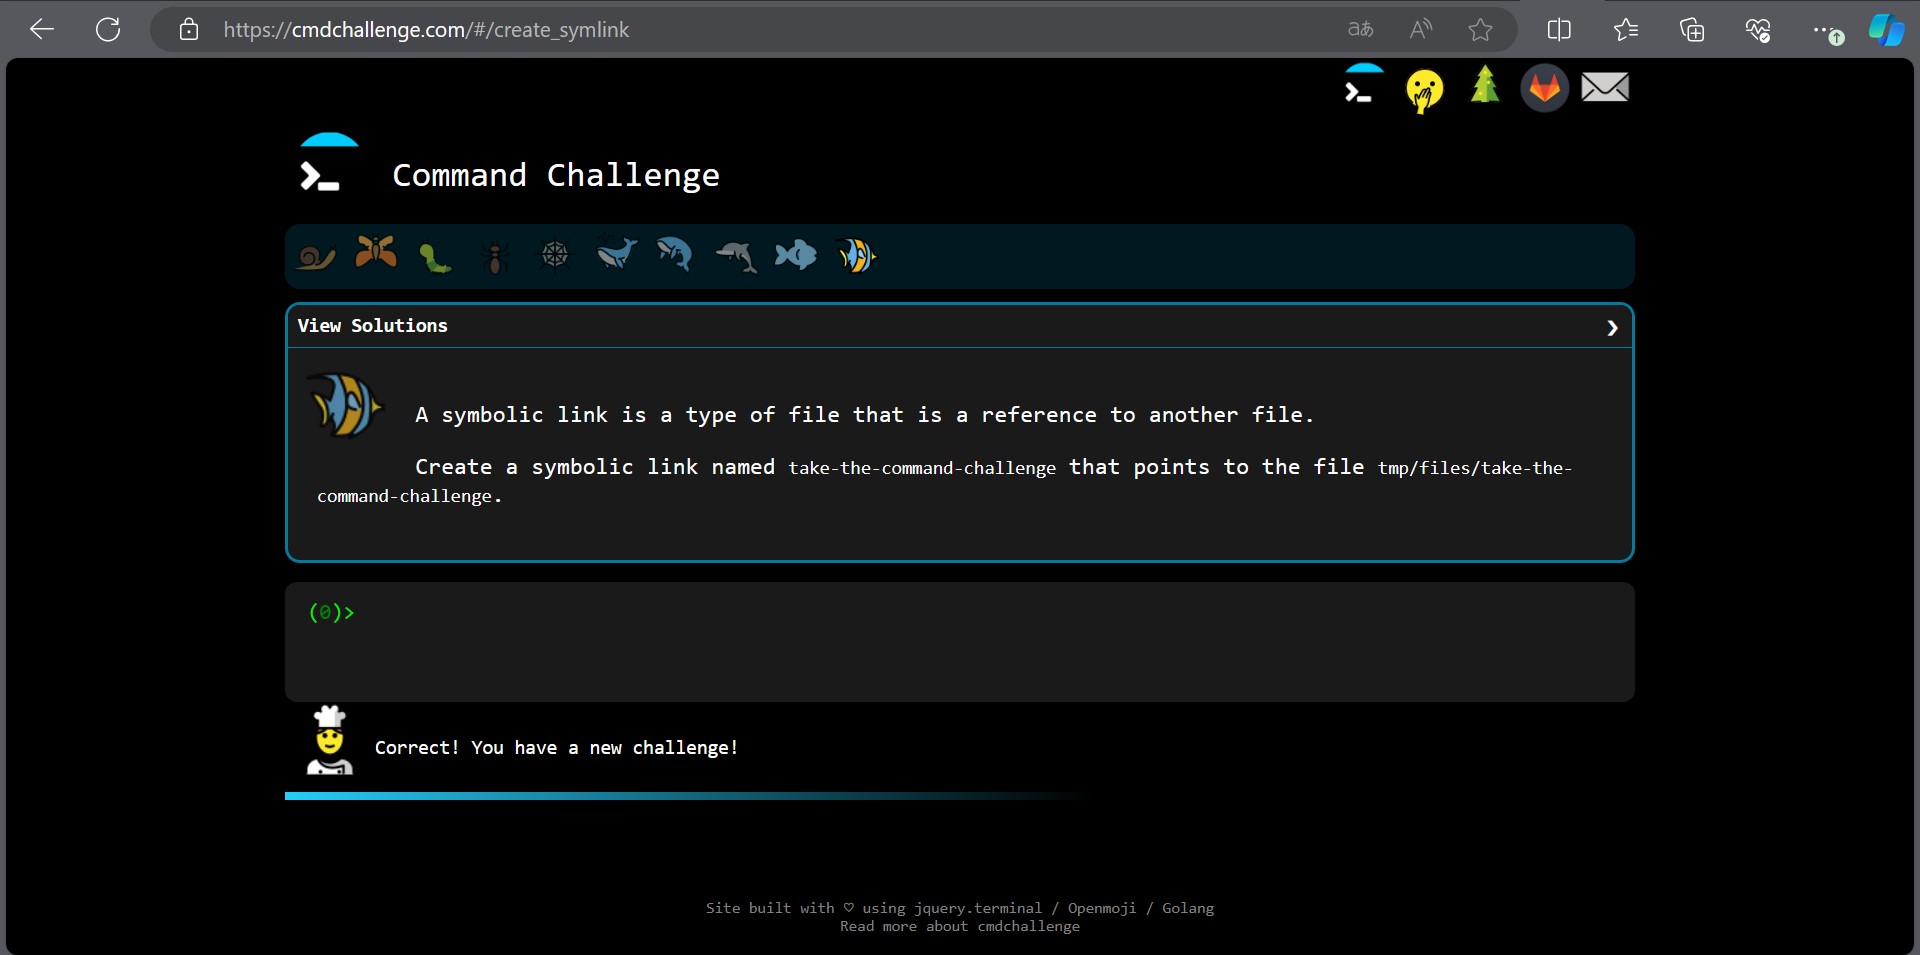 https://cmdchallenge.com/#/create_symlink
Command Challenge
View Solutions
A symbolic link is a type of file that is a reference to another file.
Create a symbolic link named take-the-command-challenge that points to the file tmp/files/take-the-
command-challenge.
(0)>
Correct! You have a new challenge!
Site built with ♡ using jquery.terminal / Openmoji / Golang
Read more about cmdchallenge